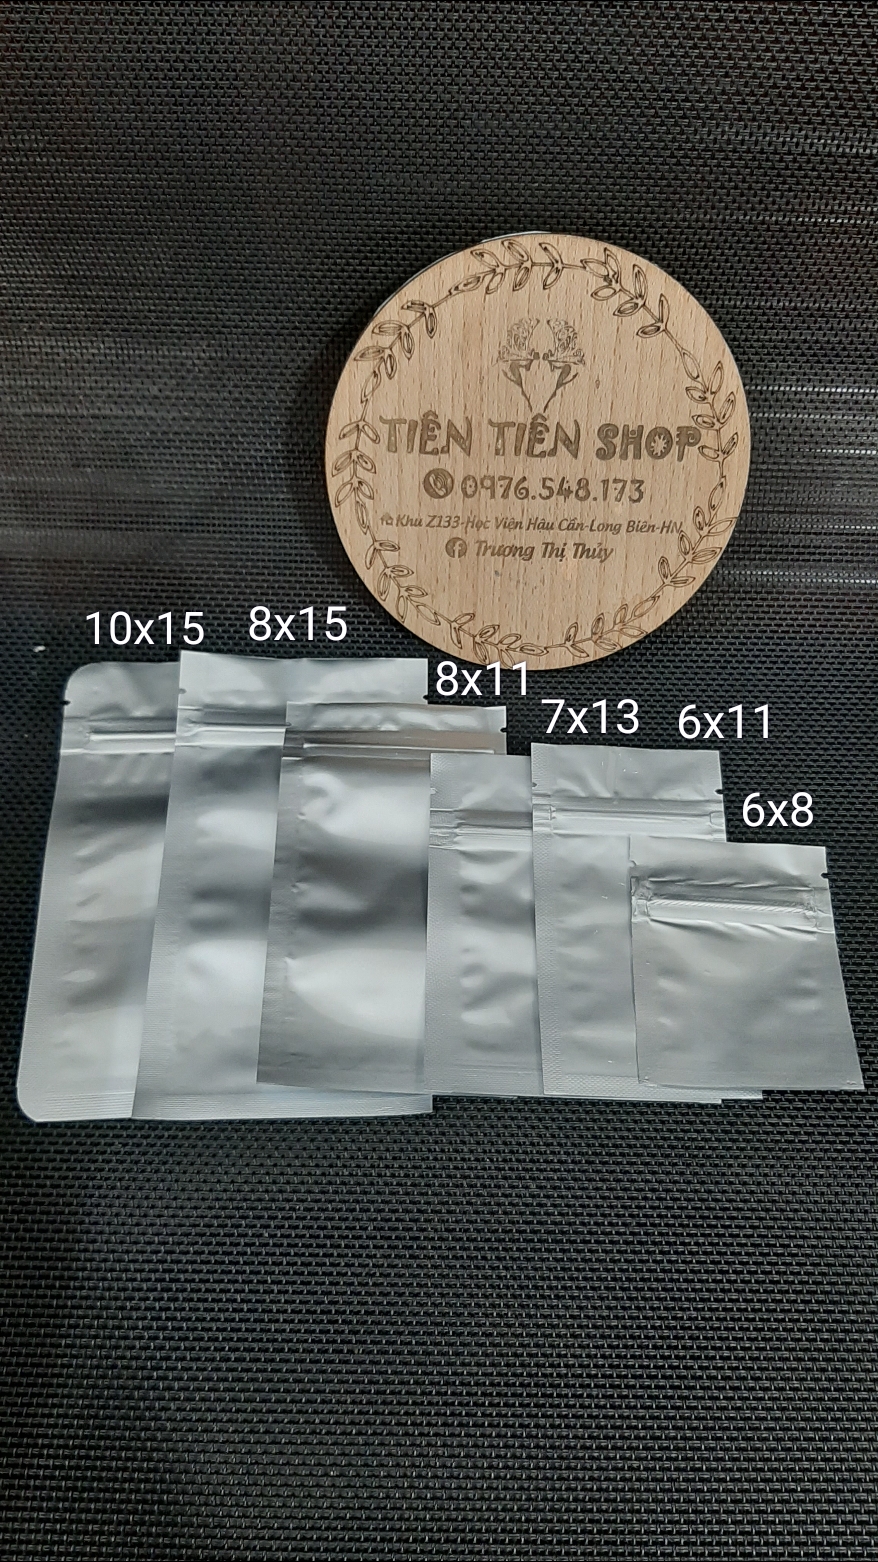 TIÊN TIÊN SHOP
0976.548.173
Khu Z133-Học Viện Hậu Cần-Long Biên-HN
Trương Thị Thủy
10x15
8x15
8x11
7x13
6x11
6x8